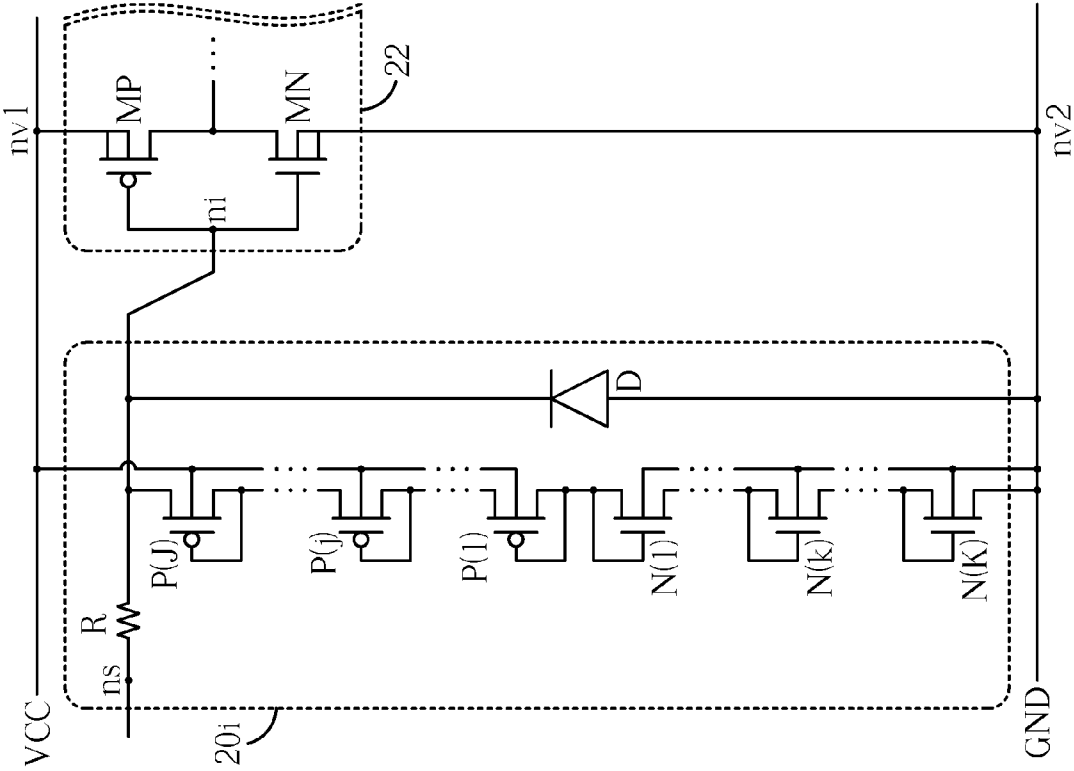 nv1
VCC
22
MP
MN
ni
nv2
D
P(J)
P(j)
P(1)
N(1)
N(k)
N(K)
R
ns
20i
GND